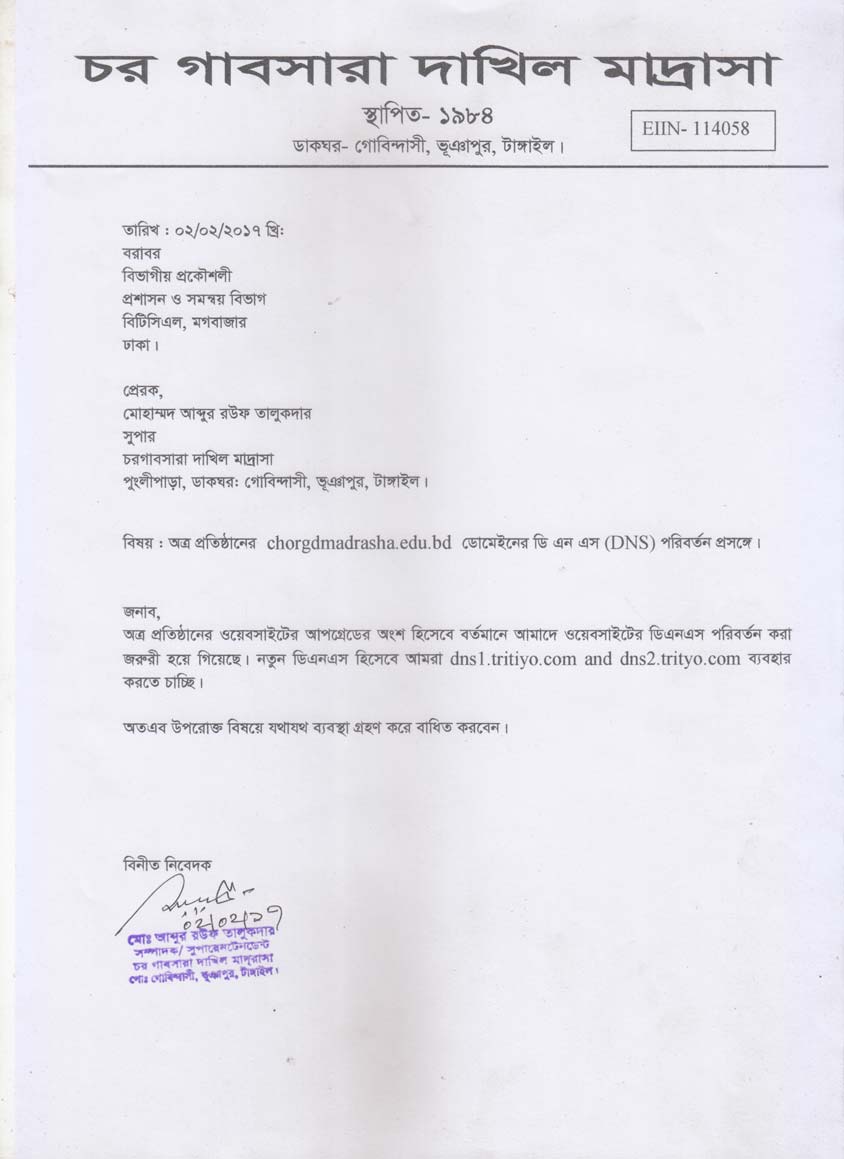 চর গাবসারা দাখিল মাদ্রাসা
স্থাপিত- ১৯৮৪
EIIN- 114058
ডাকঘর- গোবিন্দাসী, ভূঞাপুর, টাঙ্গাইল।
তারিখ : ০২/০২/২০১৭ খ্রি:
বরাবর
বিভাগীয় প্রকৌশলী
প্রশাসন ও সমন্বয় বিভাগ
বিটিসিএল, মগবাজার
ঢাকা।
প্রেরক,
মোহাম্মদ আব্দুর রউফ তালুকদার
সুপার
চরগাবসারা দাখিল মাদ্রাসা
পুংলীপাড়া, ডাকঘর: গোবিন্দাসী, ভূঞাপুর, টাঙ্গাইল।
বিষয় : অত্র প্রতিষ্ঠানের chorgdmadrasha.edu.bd ডোমেইনের ডি এন এস (DNS) পরিবর্তন প্রসঙ্গে।
জনাব,
অত্র প্রতিষ্ঠানের ওয়েবসাইটের আপগ্রেডের অংশ হিসেবে বর্তমানে আমাদে ওয়েবসাইটের ডিএনএস পরিবর্তন করা
জরুরী হয়ে গিয়েছে। নতুন ডিএনএস হিসেবে আমরা dns1.tritiyo.com and dns2.trityo.com ব্যবহার
করতে চাচ্ছি।
অতএব উপরোক্ত বিষয়ে যথাযথ ব্যবস্থা গ্রহণ করে বাধিত করবেন।
বিনীত নিবেদক
০২/০২/১৭
মোঃ আব্দুর রউফ তালুকদার
সম্পাদক/ সুপারেনটেনডেন্ট
চর গাবসারা দাখিল মাদ্রাসা
পোঃ গোবিন্দাসী, ভূঞাপুর, টাঙ্গাইল।